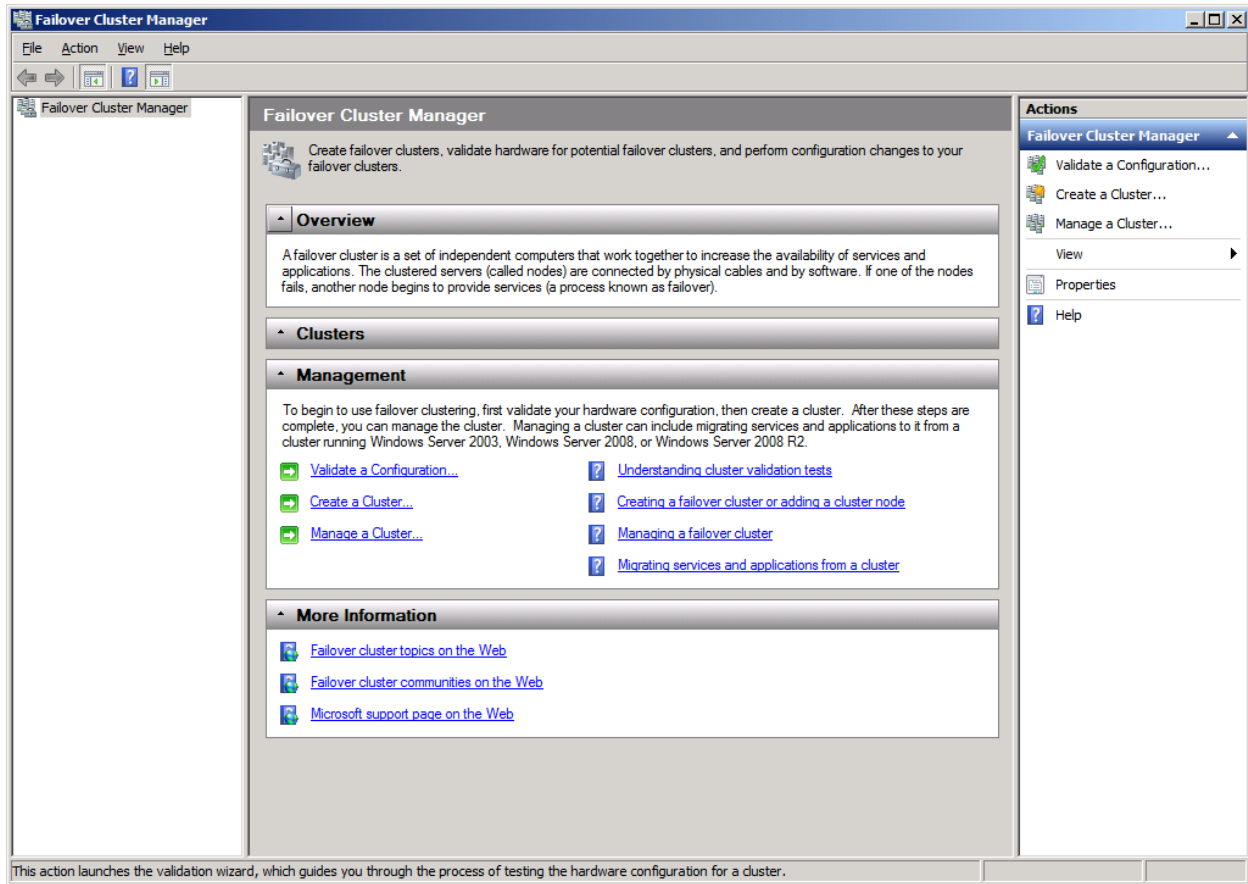 Failover Cluster Manager
File Action View Help
Failover Cluster Manager
Failover Cluster Manager
Create failover clusters, validate hardware for potential failover clusters, and perform configuration changes to your
failover clusters.
Overview
A failover cluster is a set of independent computers that work together to increase the availability of services and
applications. The clustered servers (called nodes) are connected by physical cables and by software. If one of the nodes
fails, another node begins to provide services (a process known as failover).
Clusters
Management
To begin to use failover clustering, first validate your hardware configuration, then create a cluster. After these steps are
complete, you can manage the cluster. Managing a cluster can include migrating services and applications to it from a
cluster running Windows Server 2003, Windows Server 2008, or Windows Server 2008 R2.
Validate a Configuration...
Understanding cluster validation tests
Create a Cluster...
Creating a failover cluster or adding a cluster node
Manage a Cluster...
Managing a failover cluster
Migrating services and applications from a cluster
More Information
Failover cluster topics on the Web
Failover cluster communities on the Web
Microsoft support page on the Web
Actions
Failover Cluster Manager
Validate a Configuration...
Create a Cluster...
Manage a Cluster...
View
Properties
Help
This action launches the validation wizard, which guides you through the process of testing the hardware configuration for a cluster.